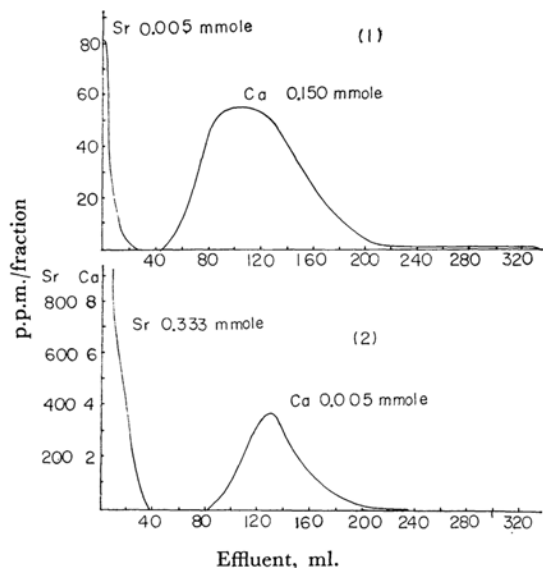 Sr 0.005 mmole
(1)
80
Ca 0.150 mmole
60
40
20
40 80 120 160 200 240 280 320
p.p.m./fraction
Sr Ca
800 8
Sr 0.333 mmole
(2)
600 6
400 4
Ca 0.005 mmole
200 2
40 80 120 160 200 240 280 320
Effluent, ml.